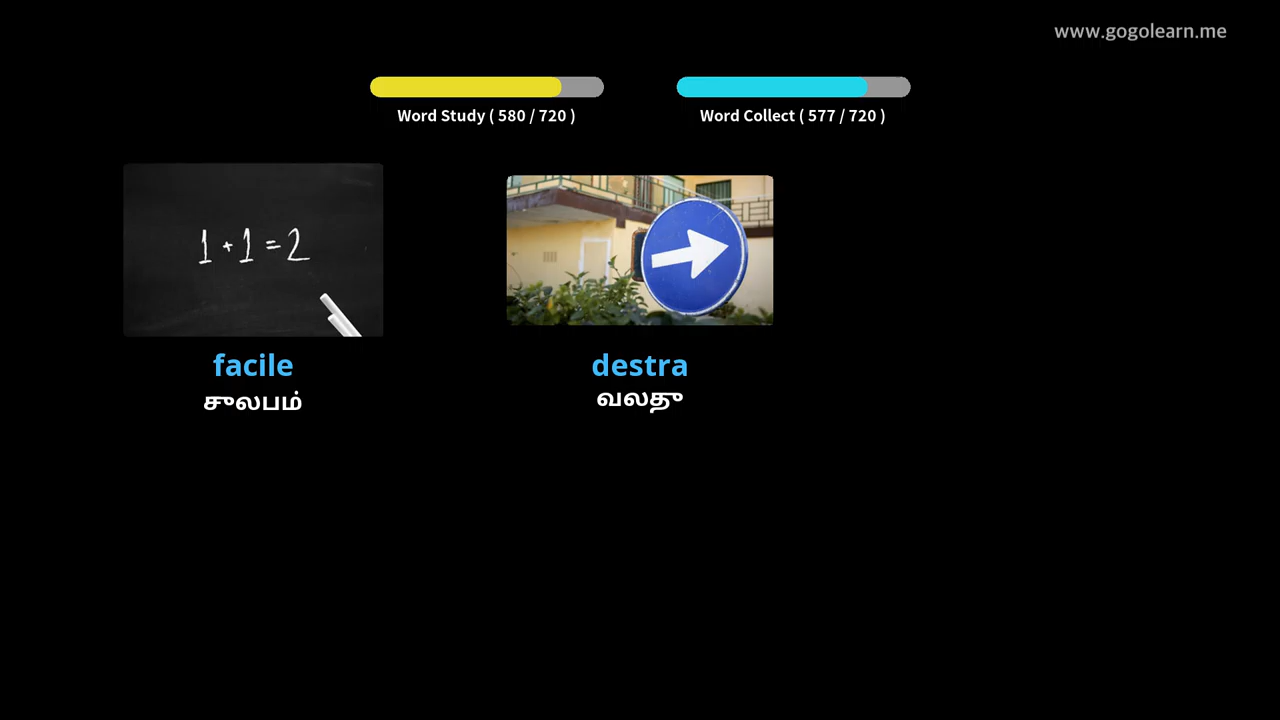 www.gogolearn.me
Word Study ( 580 / 720 )
Word Collect ( 577 / 720 )
1 + 1 = 2
facile
சுலபம்
destra
வலது